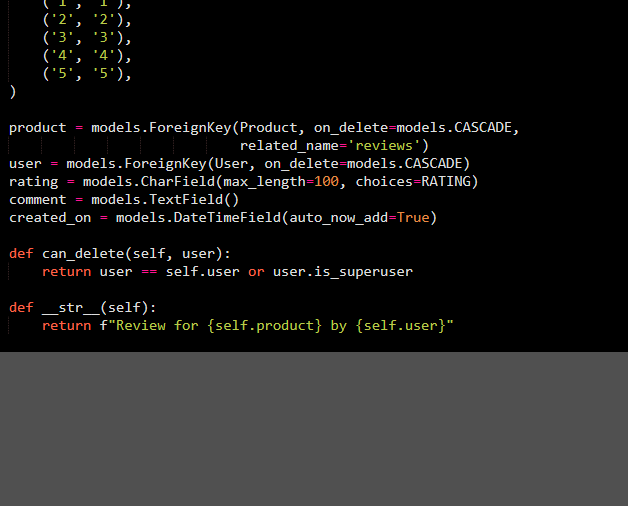 ('1', '1'),
('2', '2'),
('3', '3'),
('4', '4'),
('5', '5'),
)
product = models.ForeignKey(Product, on_delete=models.CASCADE,
related_name='reviews')
user = models.ForeignKey(User, on_delete=models.CASCADE)
rating = models.CharField(max_length=100, choices=RATING)
comment = models.TextField()
created_on = models.DateTimeField(auto_now_add=True)
def can_delete(self, user):
return user == self.user or user.is_superuser
def __str__(self):
return f"Review for {self.product} by {self.user}"